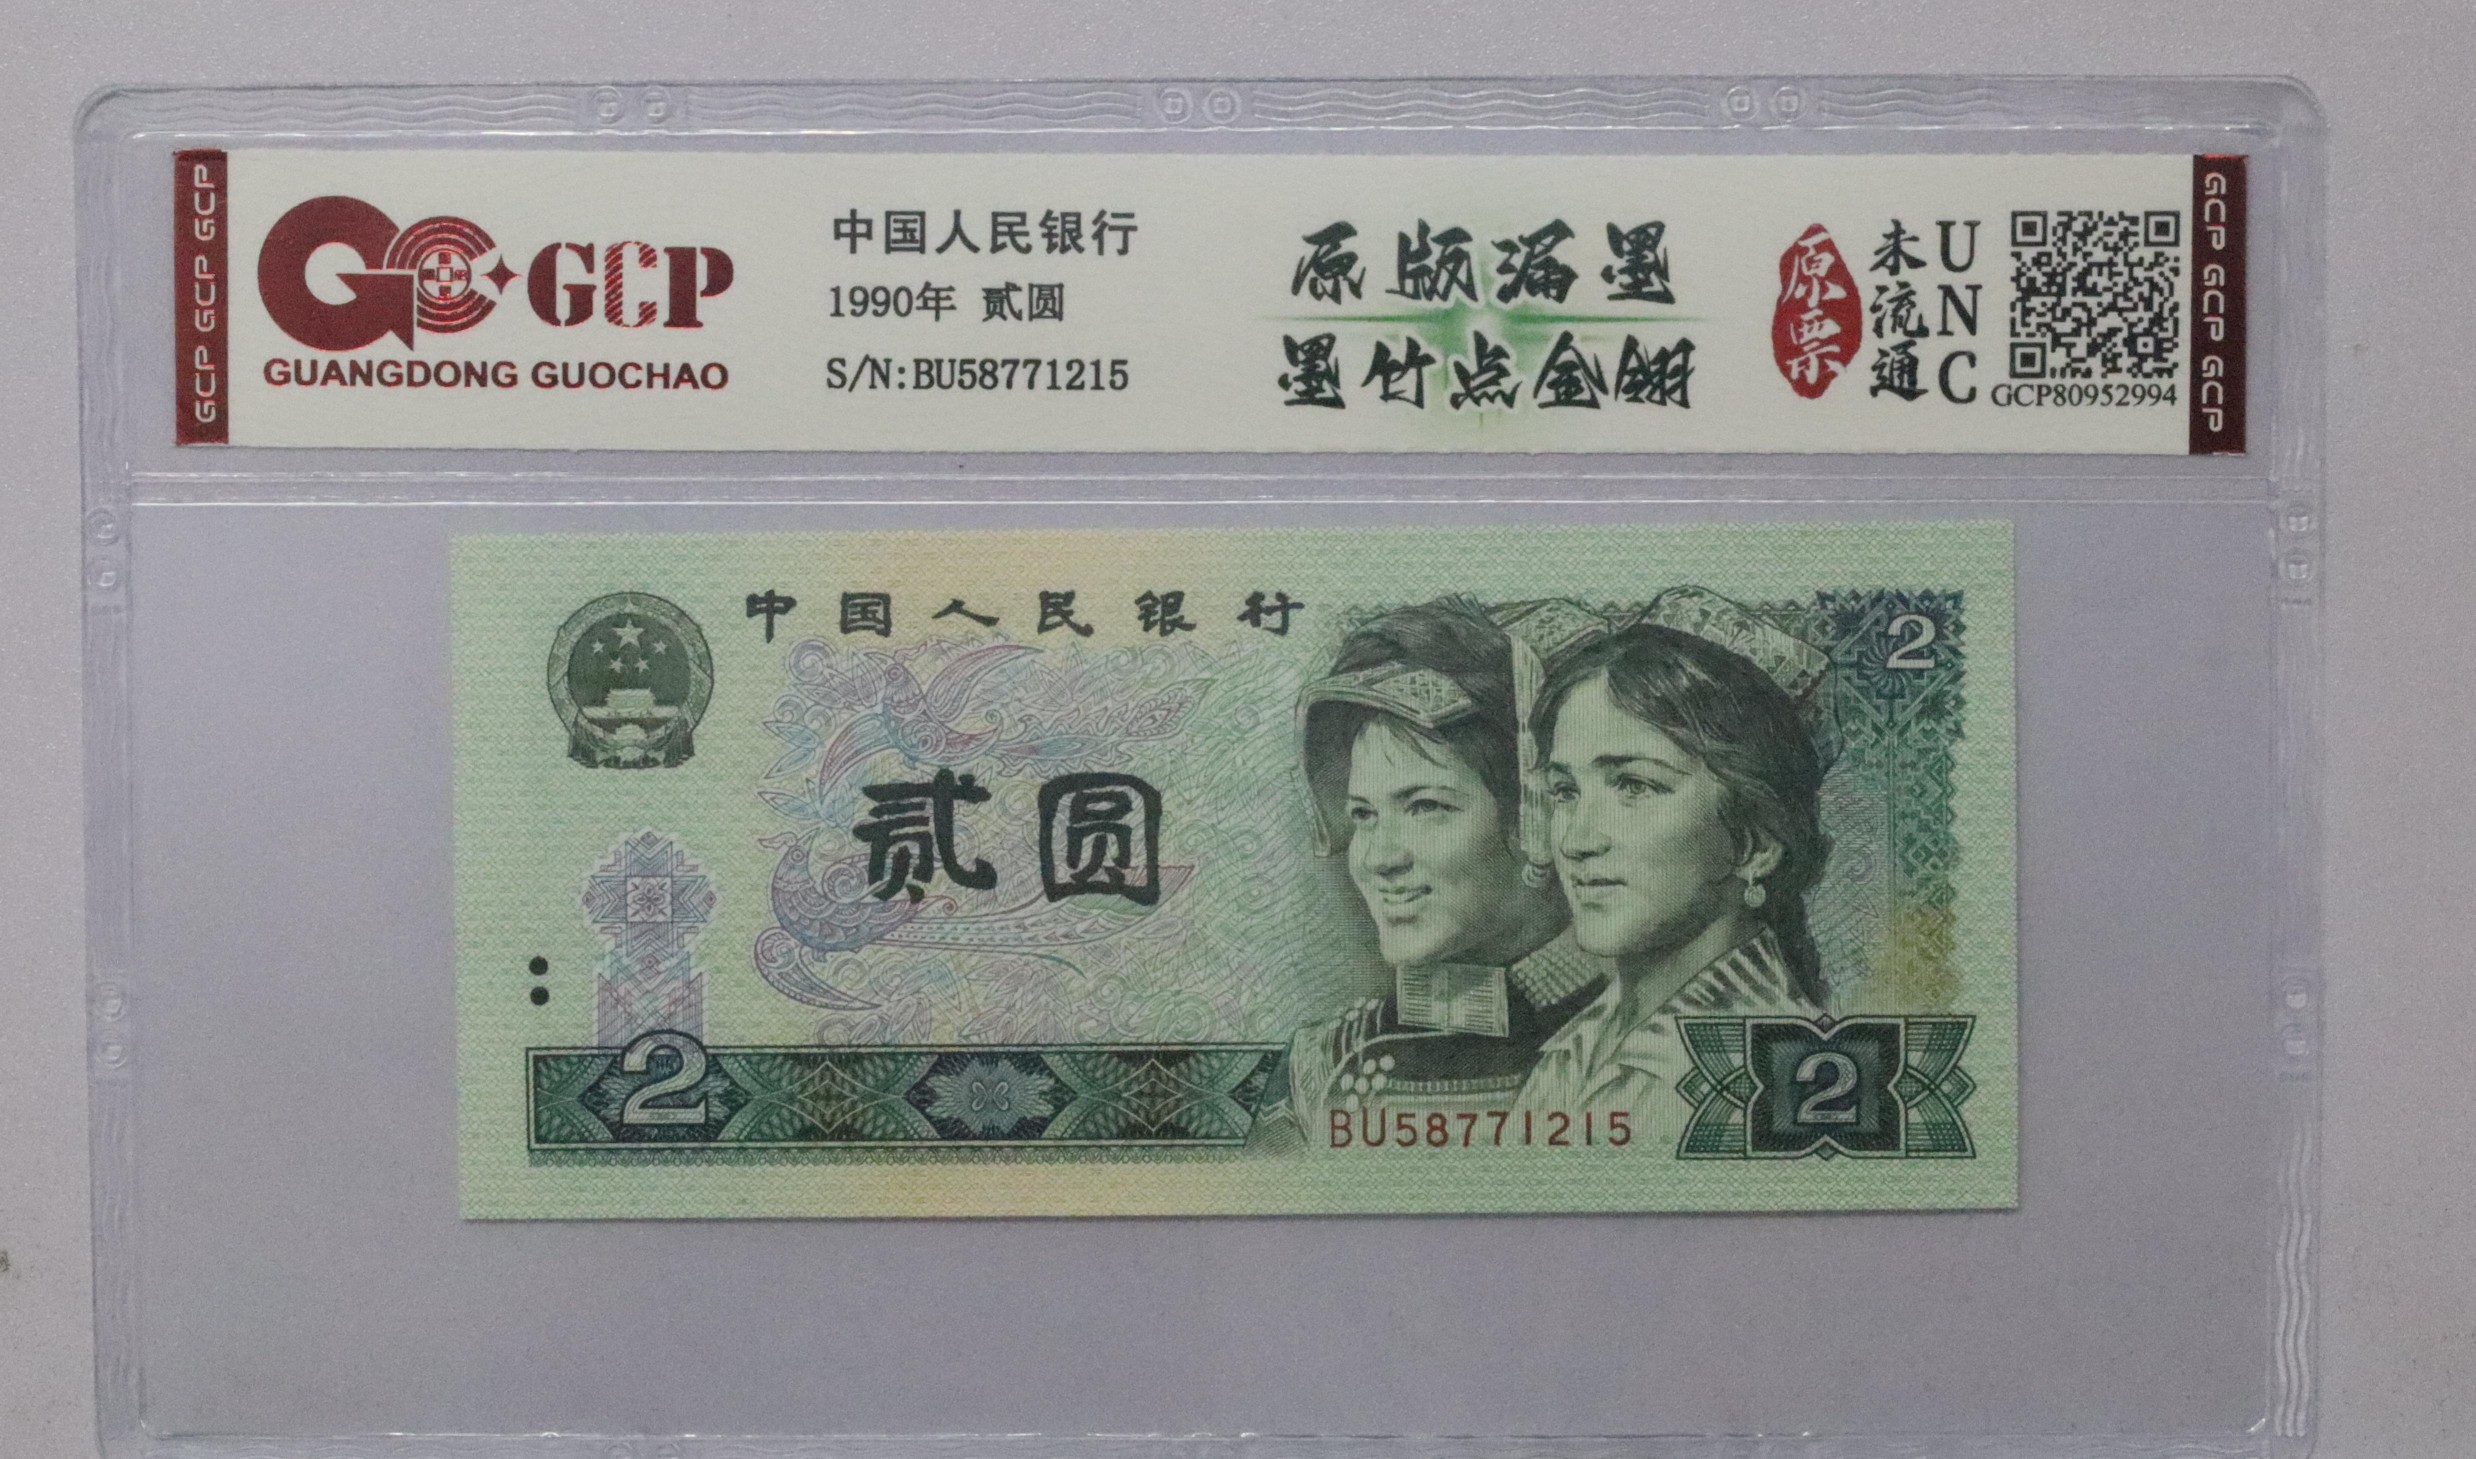 GCP GCP GCP
GCP
GUANGDONG GUOCHAO
中国人民银行
1990年 贰圆
S/N:BU58771215
原版漏墨
墨竹点金翎
原票
未流通
UNC
GCP80952994
GCP GCP GCP
中国人民银行
2
贰圆
2
BU58771215
2